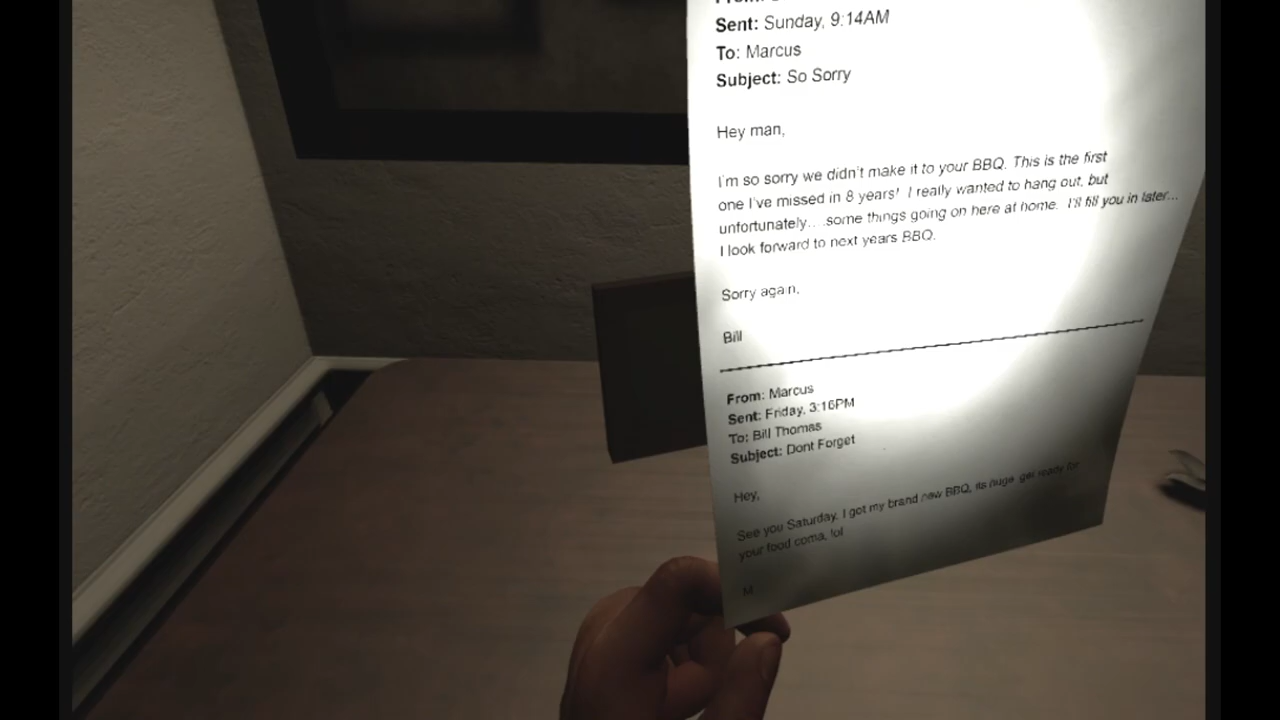 From:
Sent: Sunday, 9:14AM
To: Marcus
Subject: So Sorry
Hey man,
I'm so sorry we didn't make it to your BBQ. This is the first
one I've missed in 8 years! I really wanted to hang out, but
unfortunately.....some things going on here at home. I'll fill you in later...
I look forward to next years BBQ.
Sorry again,
Bill
From: Marcus
Sent: Friday, 3:16PM
To: Bill Thomas
Subject: Dont Forget
Hey,
See you Saturday. I got my brand new BBQ, its huge get ready for
your food coma, lol
M